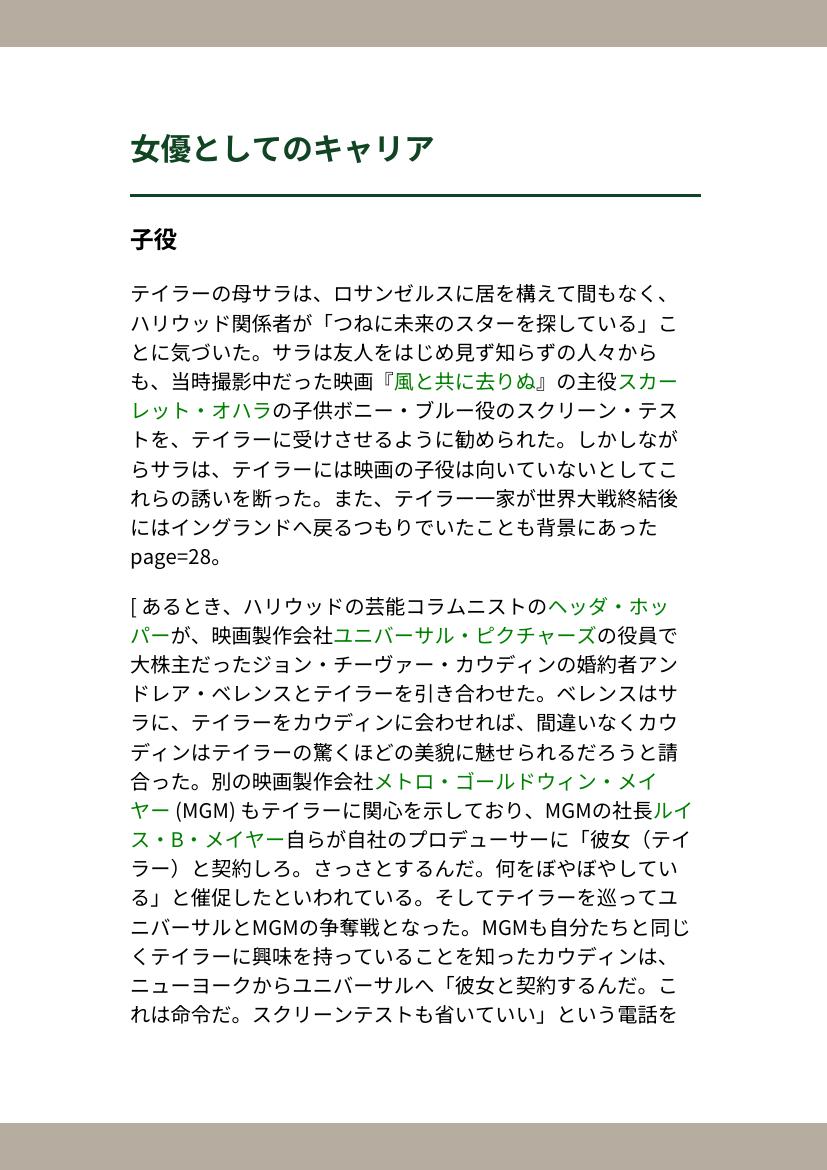 女優としてのキャリア
子役
テイラーの母サラは、ロサンゼルスに居を構えて間もなく、
ハリウッド関係者が「つねに未来のスターを探している」こ
とに気づいた。サラは友人をはじめ見ず知らずの人々から
も、当時撮影中だった映画『風と共に去りぬ』の主役スカー
レット・オハラの子供ボニー・ブルー役のスクリーン・テス
トを、テイラーに受けさせるように勧められた。しかしなが
らサラは、テイラーには映画の子役は向いていないとしてこ
れらの誘いを断った。また、テイラー一家が世界大戦終結後
にはイングランドへ戻るつもりでいたことも背景にあった
page=28。
[ あるとき、ハリウッドの芸能コラムニストのヘッダ・ホッ
パーが、映画製作会社ユニバーサル・ピクチャーズの役員で
大株主だったジョン・チーヴァー・カウディンの婚約者アン
ドレア・ベレンスとテイラーを引き合わせた。ベレンスはサ
ラに、テイラーをカウディンに会わせれば、間違いなくカウ
ディンはテイラーの驚くほどの美貌に魅せられるだろうと請
合った。別の映画製作会社メトロ・ゴールドウィン・メイ
ヤー (MGM) もテイラーに関心を示しており、MGMの社長ルイ
ス・B・メイヤー自らが自社のプロデューサーに「彼女（テイ
ラー）と契約しろ。さっさとするんだ。何をぼやぼやしてい
る」と催促したといわれている。そしてテイラーを巡ってユ
ニバーサルとMGMの争奪戦となった。MGMも自分たちと同じ
くテイラーに興味を持っていることを知ったカウディンは、
ニューヨークからユニバーサルへ「彼女と契約するんだ。こ
れは命令だ。スクリーンテストも省いていい」という電話を